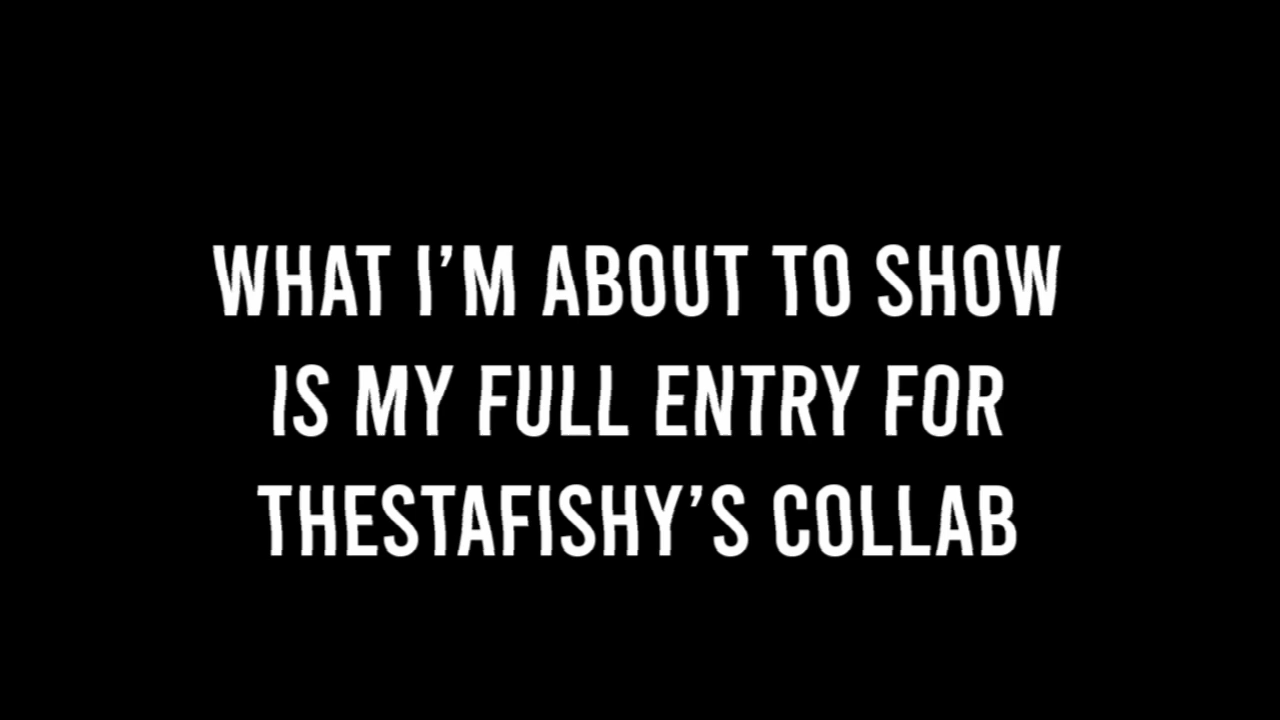 WHAT I’M ABOUT TO SHOW
IS MY FULL ENTRY FOR
THESTAFISHY’S COLLAB